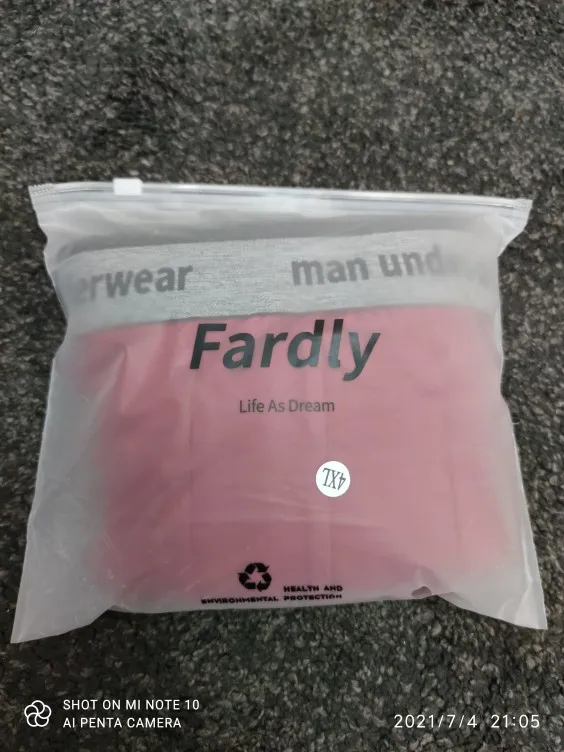 erwear man und
Fardly
Life As Dream
4XL
HEALTH AND
ENVIRONMENTAL PROTECTION
SHOT ON MI NOTE 10
AI PENTA CAMERA
2021/7/4 21:05